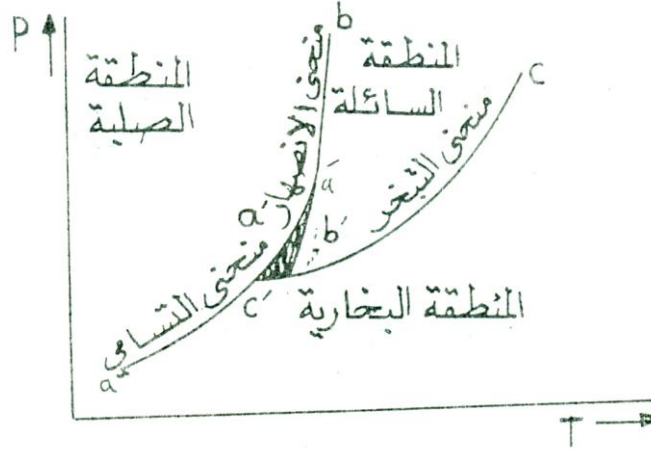 P
b
المنطقة
الصلبة
المنطقة
السائلة
c
منحنى الانصهار
منحنى التبخر
a'
a'
b'
منحنى التسامي
c'
المنطقة البخارية
a
T